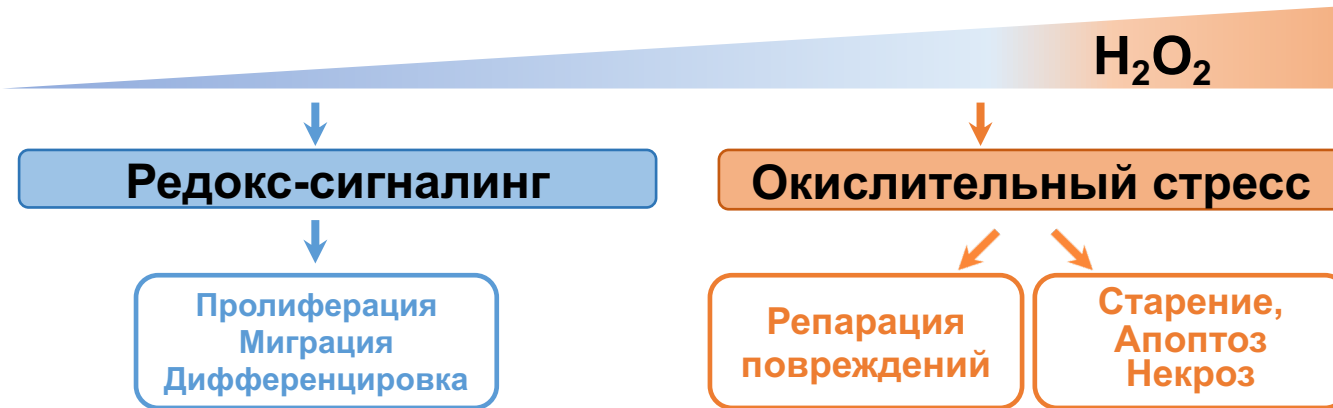 H₂O₂
Редокс-сигналинг
Окислительный стресс
Пролиферация
Миграция
Дифференцировка
Репарация
повреждений
Старение,
Апоптоз
Некроз